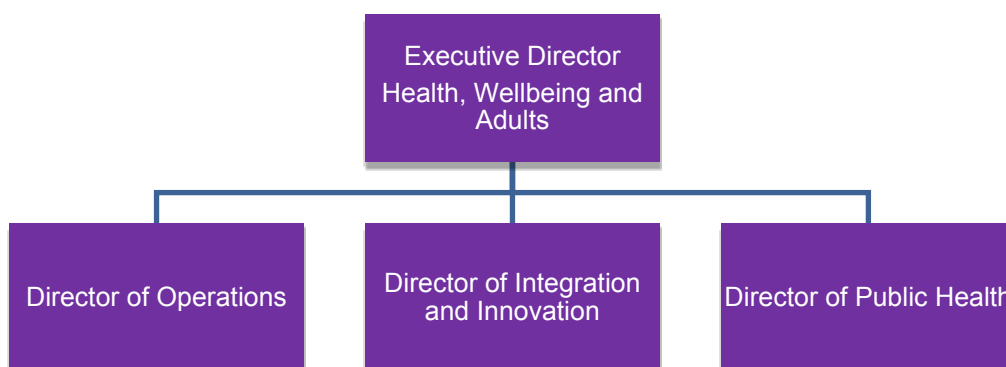 Executive Director
Health, Wellbeing and
Adults
Director of Operations
Director of Integration
and Innovation
Director of Public Health